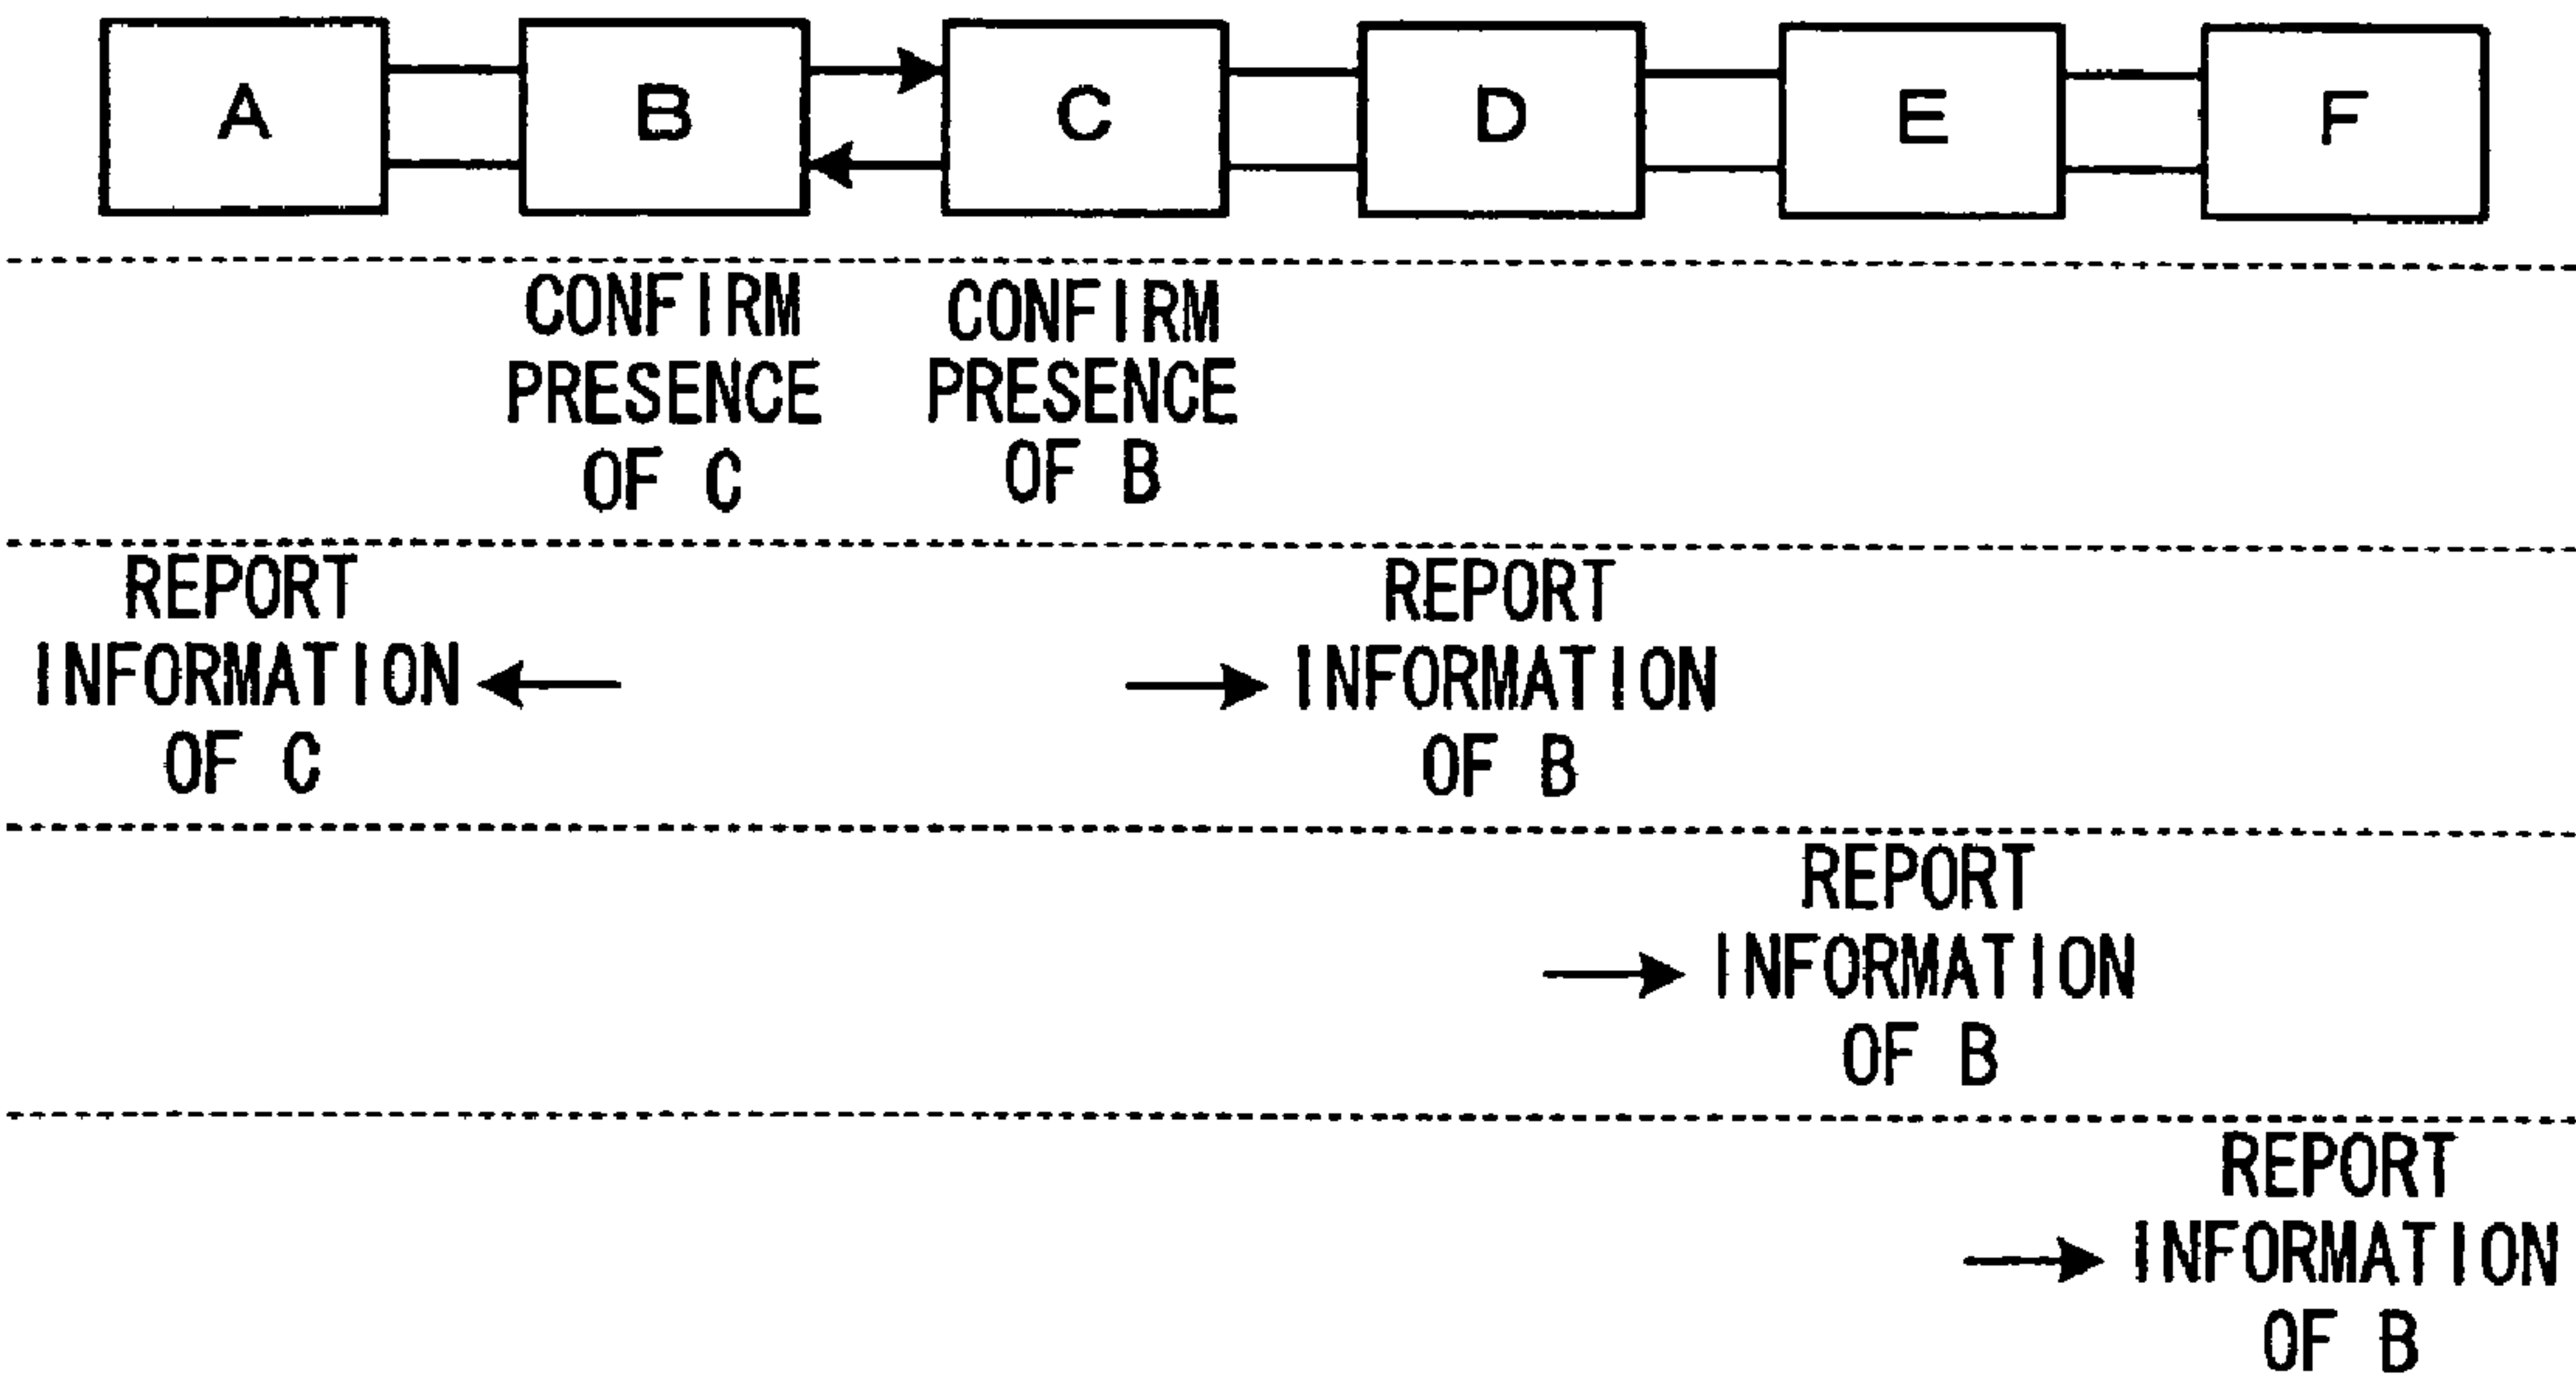 A B C D E F
CONFIRM
PRESENCE
OF C
CONFIRM
PRESENCE
OF B
REPORT
INFORMATION
OF C
REPORT
INFORMATION
OF B
REPORT
INFORMATION
OF B
REPORT
INFORMATION
OF B